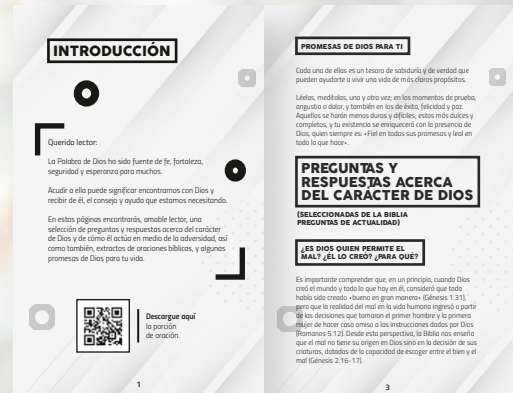 INTRODUCCIÓN
Querido lector:
La Palabra de Dios ha sido fuente de fe, fortaleza,
seguridad y esperanza para muchos.
Acudir a ella puede significar encontrarnos con Dios y
recibir de él, el consejo y ayuda que estamos necesitando.
En estas páginas encontrarás, amable lector, una
selección de preguntas y respuestas acerca del carácter
de Dios y de cómo él actúa en medio de la adversidad, así
como también, extractos de oraciones bíblicas, y algunas
promesas de Dios para tu vida.
Descargue aquí
la porción
de oración.
1
PROMESAS DE DIOS PARA TI
Cada una de ellas es un tesoro de sabiduría y de verdad que
pueden ayudarte a vivir una vida de más claros propósitos.
Léelas, medítalas, una y otra vez; en los momentos de prueba,
angustia o dolor, y también en los de éxito, felicidad y paz.
Aquellos se harán menos duros y difíciles; estos más dulces y
completos, y tu existencia se enriquecerá con la presencia de
Dios, quien siempre es: «Fiel en todas sus promesas y leal en
todo lo que hace».
PREGUNTAS Y
RESPUESTAS ACERCA
DEL CARÁCTER DE DIOS
(SELECCIONADAS DE LA BIBLIA
PREGUNTAS DE ACTUALIDAD)
¿ES DIOS QUIEN PERMITE EL
MAL? ¿ÉL LO CREÓ? ¿PARA QUÉ?
Es importante comprender que, en un principio, cuando Dios
creó el mundo y todo lo que hay en él, consideró que todo
había sido creado «bueno en gran manera» (Génesis 1.31),
pero que la realidad del mal en la vida humana ingresó a partir
de las decisiones que tomaron el primer hombre y la primera
mujer de hacer caso omiso a las instrucciones dadas por Dios
(Romanos 5.12). Desde esta perspectiva, la Biblia nos enseña
que el mal no tiene su origen en Dios sino en la decisión de sus
criaturas, dotadas de la capacidad de escoger entre el bien y el
mal (Génesis 2.16-17).
3